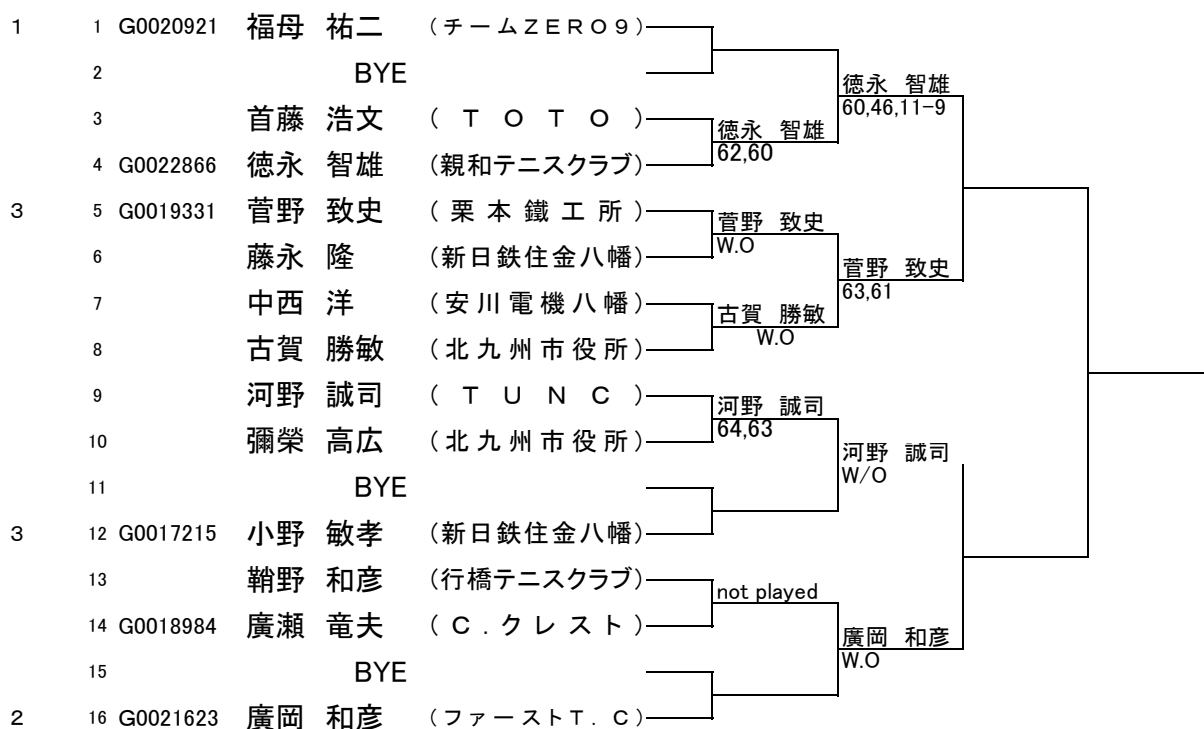 1 1 G0020921 福母 祐二 (チームZERO9)
2 BYE
徳永 智雄
60,46,11-9
3 首藤 浩文 (TOTO)
徳永 智雄
62,60
4 G0022866 徳永 智雄 (親和テニスクラブ)
3 5 G0019331 菅野 致史 (栗本鐵工所)
菅野 致史
W.O
6 藤永 隆 (新日鉄住金八幡)
菅野 致史
63,61
7 中西 洋 (安川電機八幡)
古賀 勝敏
W.O
8 古賀 勝敏 (北九州市役所)
9 河野 誠司 (TUNC)
河野 誠司
64,63
10 彌榮 高広 (北九州市役所)
河野 誠司
W/O
11 BYE
3 12 G0017215 小野 敏孝 (新日鉄住金八幡)
13 鞘野 和彦 (行橋テニスクラブ)
not played
14 G0018984 廣瀬 竜夫 (C.クレスト)
廣岡 和彦
W.O
15 BYE
2 16 G0021623 廣岡 和彦 (ファーストT.C)